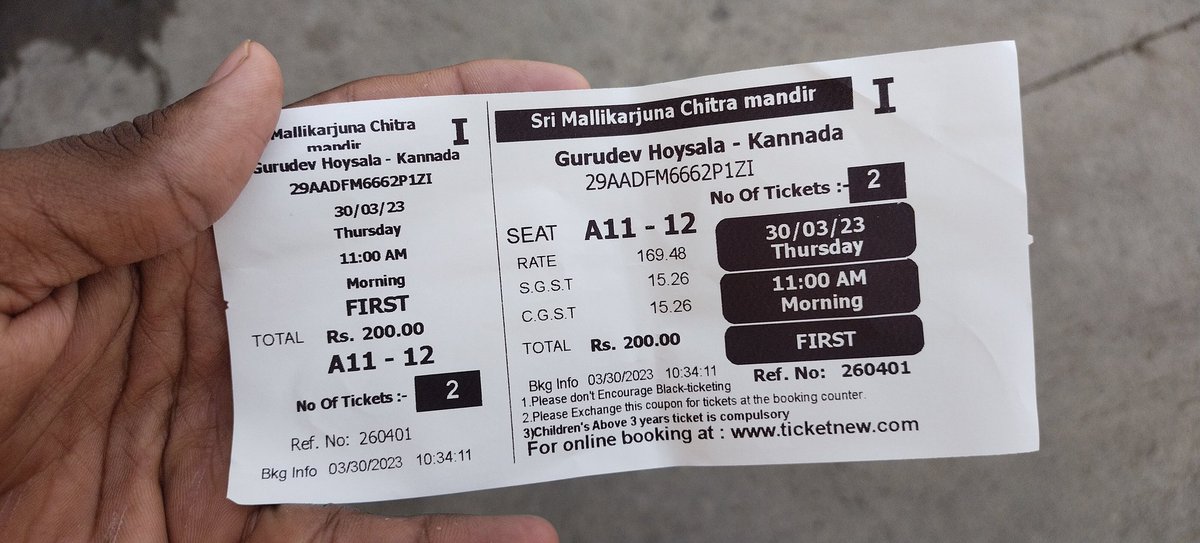 Mallikarjuna Chitra
mandir
I
Gurudev Hoysala - Kannada
29AADFM6662P1ZI
30/03/23
Thursday
11:00 AM
Morning
FIRST
TOTAL Rs. 200.00
A11 - 12
No Of Tickets :- 2
Ref. No: 260401
Bkg Info 03/30/2023 10:34:11
Sri Mallikarjuna Chitra mandir I
Gurudev Hoysala - Kannada
29AADFM6662P1ZI
No Of Tickets :- 2
SEAT A11 - 12
RATE 169.48
S.G.S.T 15.26
C.G.S.T 15.26
TOTAL Rs. 200.00
30/03/23
Thursday
11:00 AM
Morning
FIRST
Bkg Info 03/30/2023 10:34:11 Ref. No: 260401
1.Please don't Encourage Black-ticketing
2.Please Exchange this coupon for tickets at the booking counter.
3)Children's Above 3 years ticket is compulsory
For online booking at : www.ticketnew.com